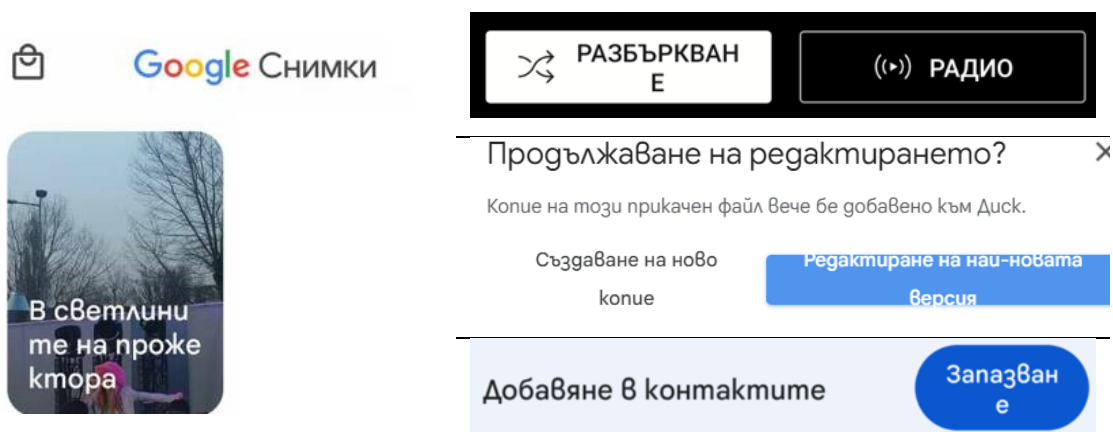 Google Снимки
В светлини
те на проже
ктора
РАЗБЪРКВАН
Е
РАДИО
Продължаване на редактирането?
Копие на този прикачен файл вече бе добавено към Диск.
Създаване на ново
копие
Редактиране на най-новата
версия
Добавяне в контактите
Запазван
е